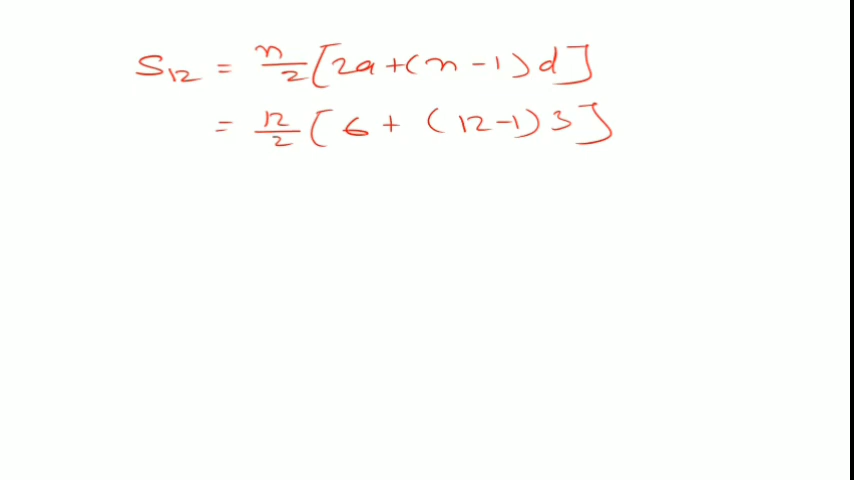 S₁₂ = n/2 [2a + (n - 1) d]
= 12/2 [6 + (12 - 1) 3]